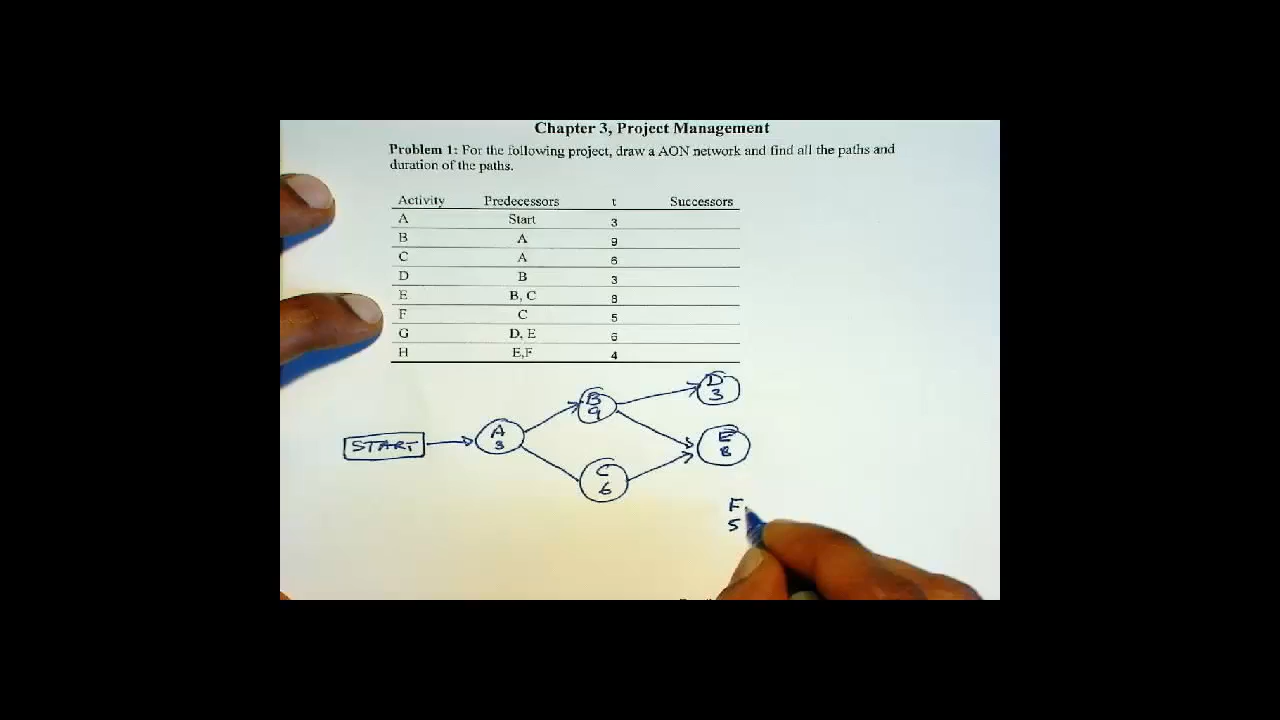 Chapter 3, Project Management
Problem 1: For the following project, draw a AON network and find all the paths and
duration of the paths.
Activity Predecessors t Successors
A Start 3
B A 9
C A 6
D B 3
E B, C 8
F C 5
G D, E 6
H E,F 4
D
3
B
9
A
3
START
E
8
C
6
F
5